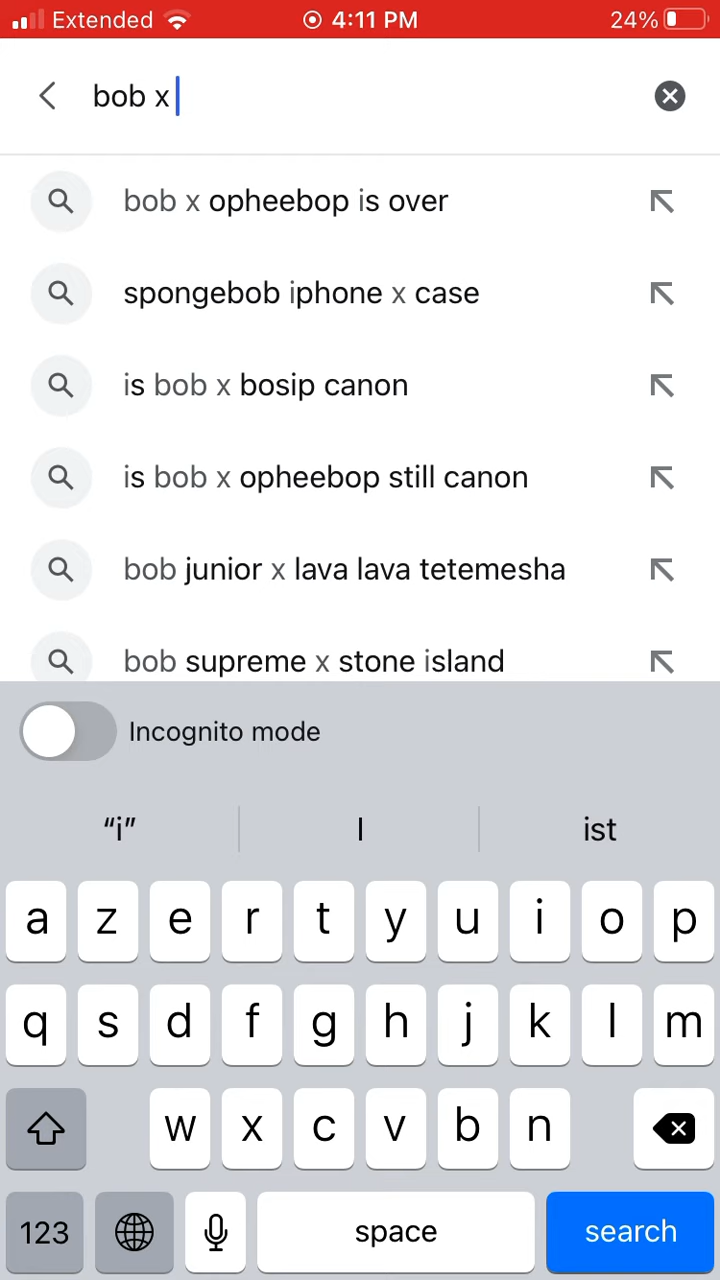 Extended 4:11 PM 24%
bob x
bob x opheebop is over
spongebob iphone x case
is bob x bosip canon
is bob x opheebop still canon
bob junior x lava lava tetemesha
bob supreme x stone island
Incognito mode
“i” I ist
a z e r t y u i o p
q s d f g h j k l m
w x c v b n
123 space search